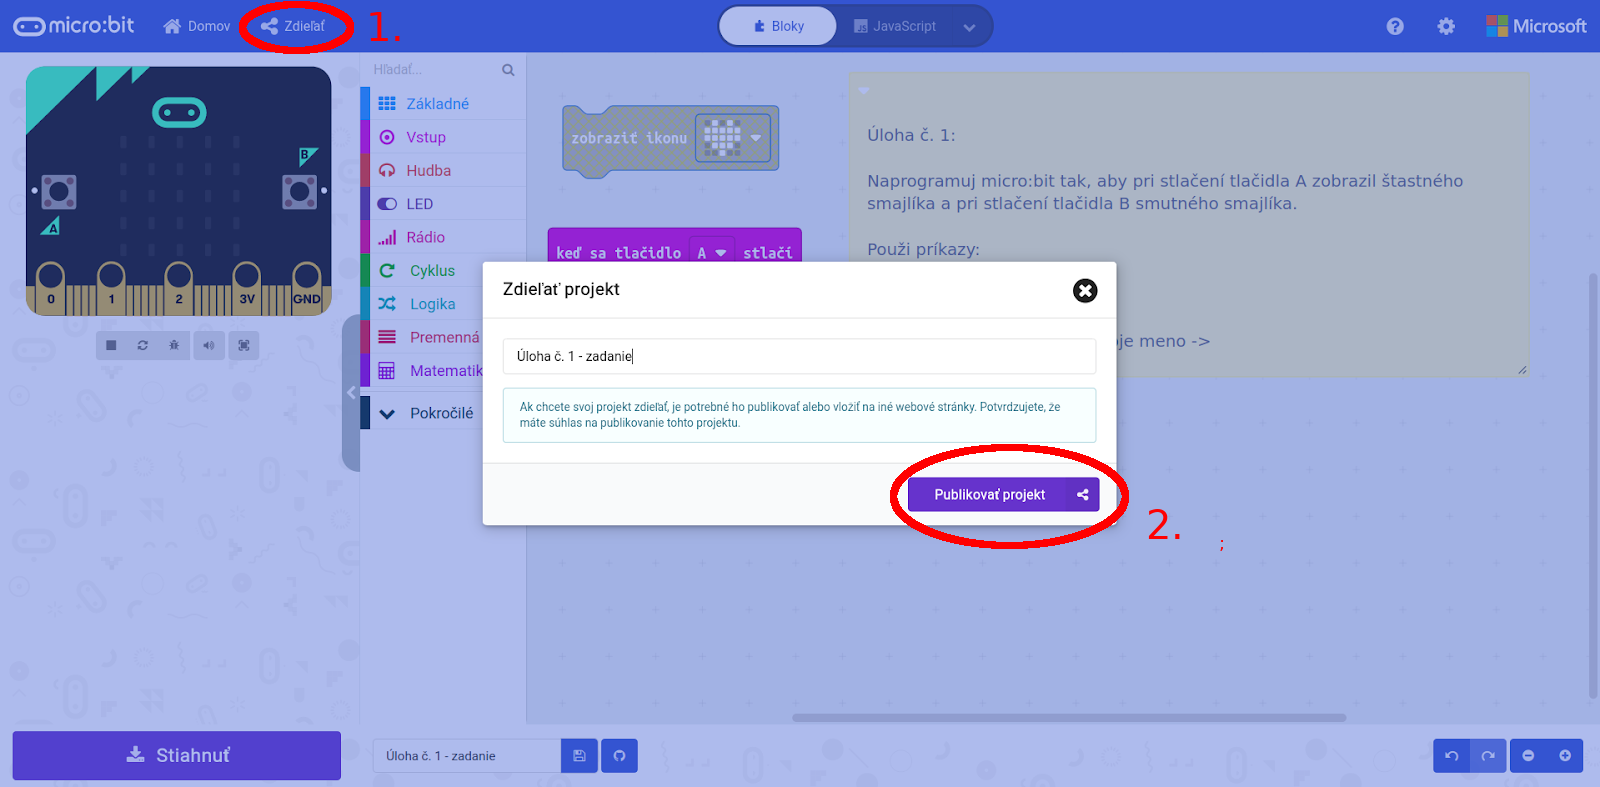 micro:bit
Domov
Zdieľať
1.
Bloky
JavaScript
Microsoft
Hľadať...
Základné
Vstup
Hudba
LED
Rádio
Cyklus
Logika
Premenná
Matematik
Pokročilé
B
A
0
1
2
3V
GND
zobraziť ikonu
keď sa tlačidlo A stlačí
Úloha č. 1:
Naprogramuj micro:bit tak, aby pri stlačení tlačidla A zobrazil štastného
smajlíka a pri stlačení tlačidla B smutného smajlíka.
Použi príkazy:
je meno ->
Zdieľať projekt
Úloha č. 1 - zadanie
Ak chcete svoj projekt zdieľať, je potrebné ho publikovať alebo vložiť na iné webové stránky. Potvrdzujete, že
máte súhlas na publikovanie tohto projektu.
Publikovať projekt
2.
;
Stiahnuť
Úloha č. 1 - zadanie